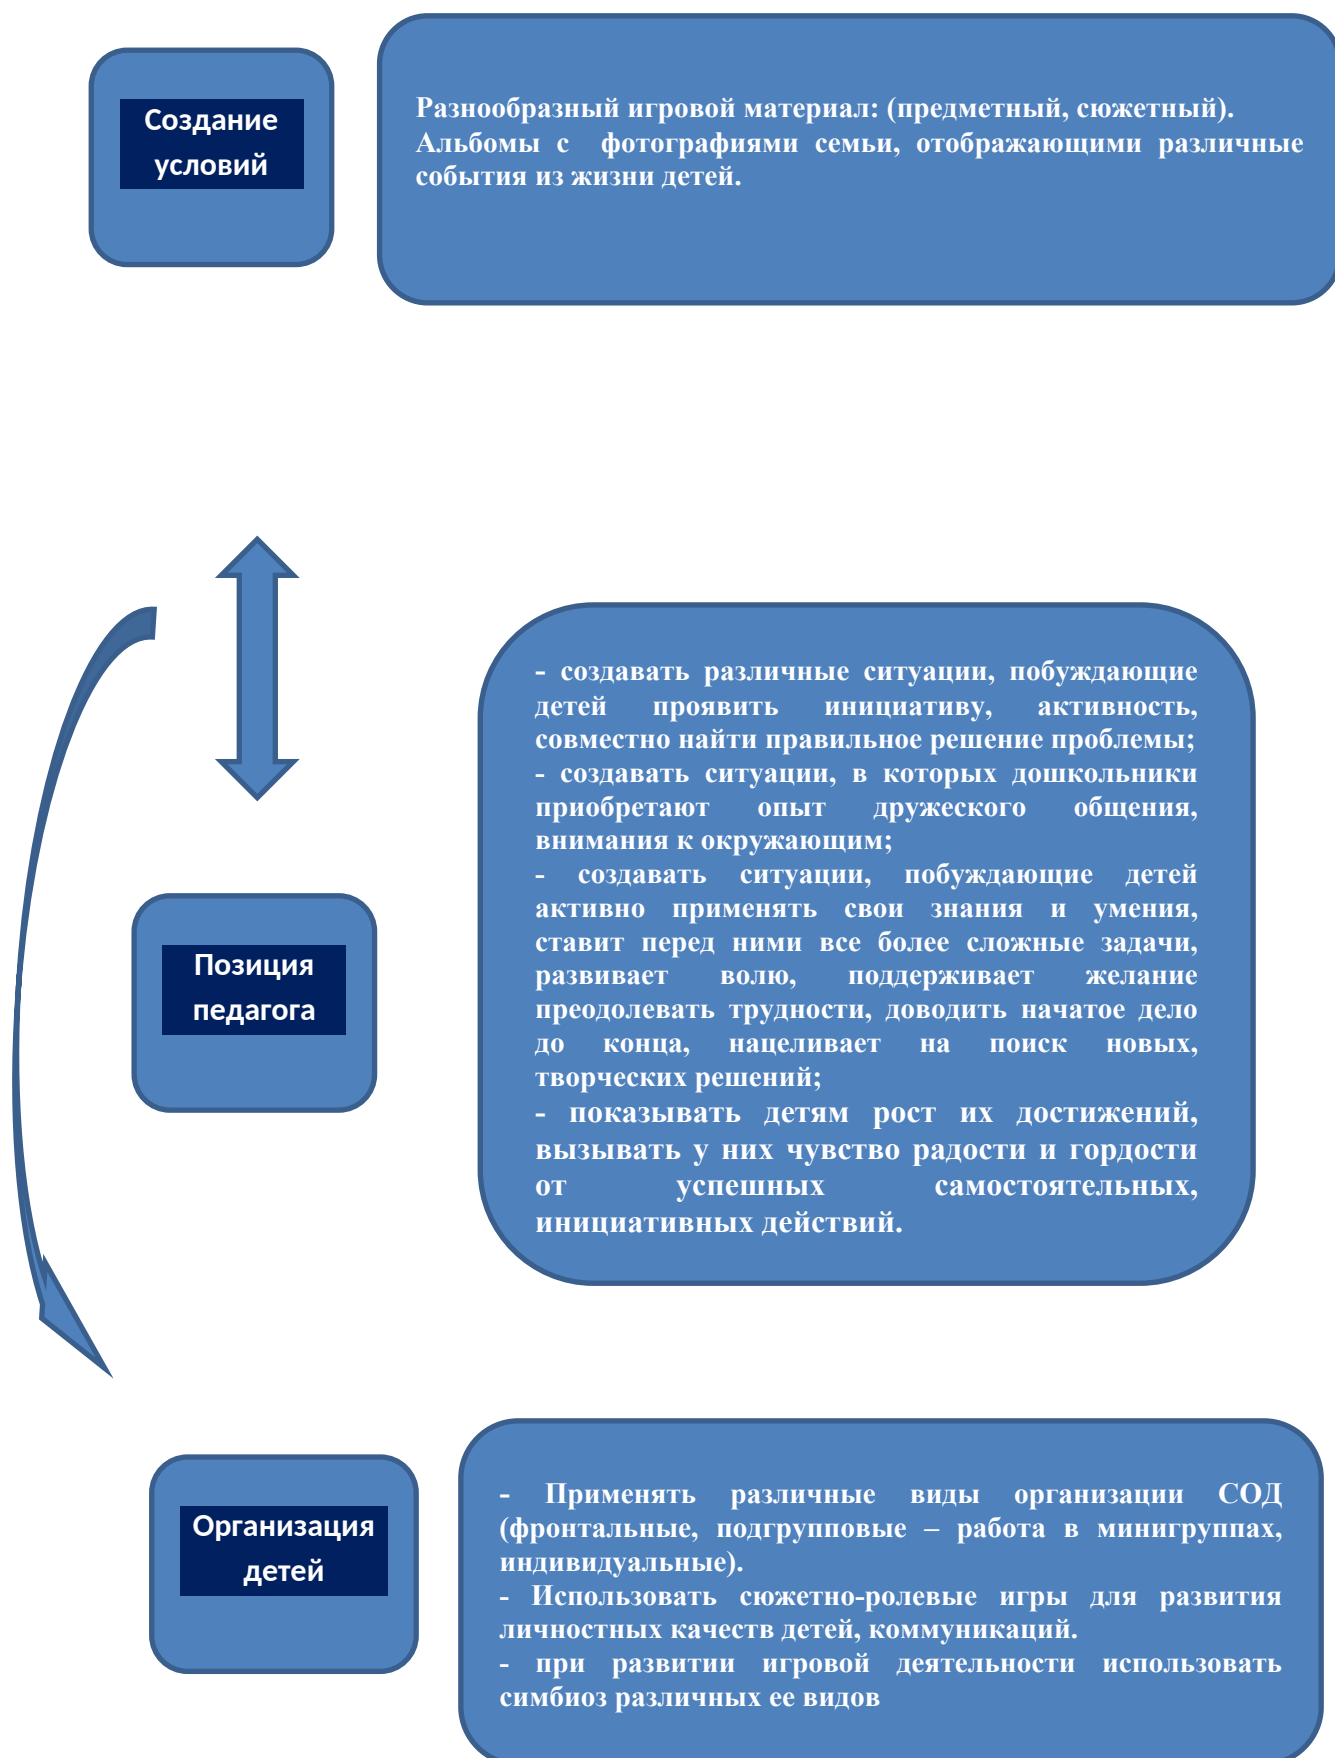 Создание
условий
Разнообразный игровой материал: (предметный, сюжетный).
Альбомы с фотографиями семьи, отображающими различные
события из жизни детей.
- создавать различные ситуации, побуждающие
детей проявить инициативу, активность,
совместно найти правильное решение проблемы;
- создавать ситуации, в которых дошкольники
приобретают опыт дружеского общения,
внимания к окружающим;
- создавать ситуации, побуждающие детей
активно применять свои знания и умения,
ставит перед ними все более сложные задачи,
развивает волю, поддерживает желание
преодолевать трудности, доводить начатое дело
до конца, нацеливает на поиск новых,
творческих решений;
- показывать детям рост их достижений,
вызывать у них чувство радости и гордости
от успешных самостоятельных,
инициативных действий.
Позиция
педагога
Организация
детей
- Применять различные виды организации СОД
(фронтальные, подгрупповые – работа в минигруппах,
индивидуальные).
- Использовать сюжетно-ролевые игры для развития
личностных качеств детей, коммуникаций.
- при развитии игровой деятельности использовать
симбиоз различных ее видов